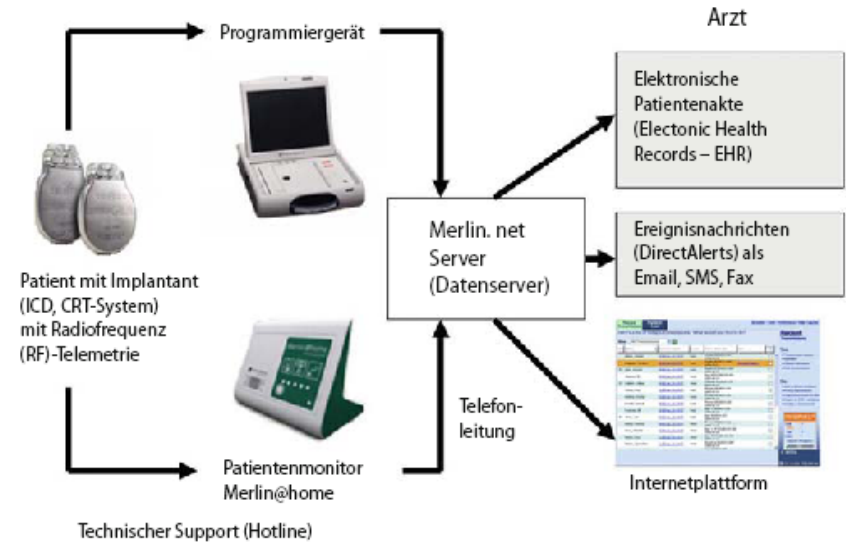 Arzt
Programmiergerät
Elektronische
Patientenakte
(Electonic Health
Records – EHR)
Merlin. net
Server
(Datenserver)
Ereignisnachrichten
(DirectAlerts) als
Email, SMS, Fax
Patient mit Implantant
(ICD, CRT-System)
mit Radiofrequenz
(RF)-Telemetrie
Telefon-
leitung
Patientenmonitor
Merlin@home
Internetplattform
Technischer Support (Hotline)